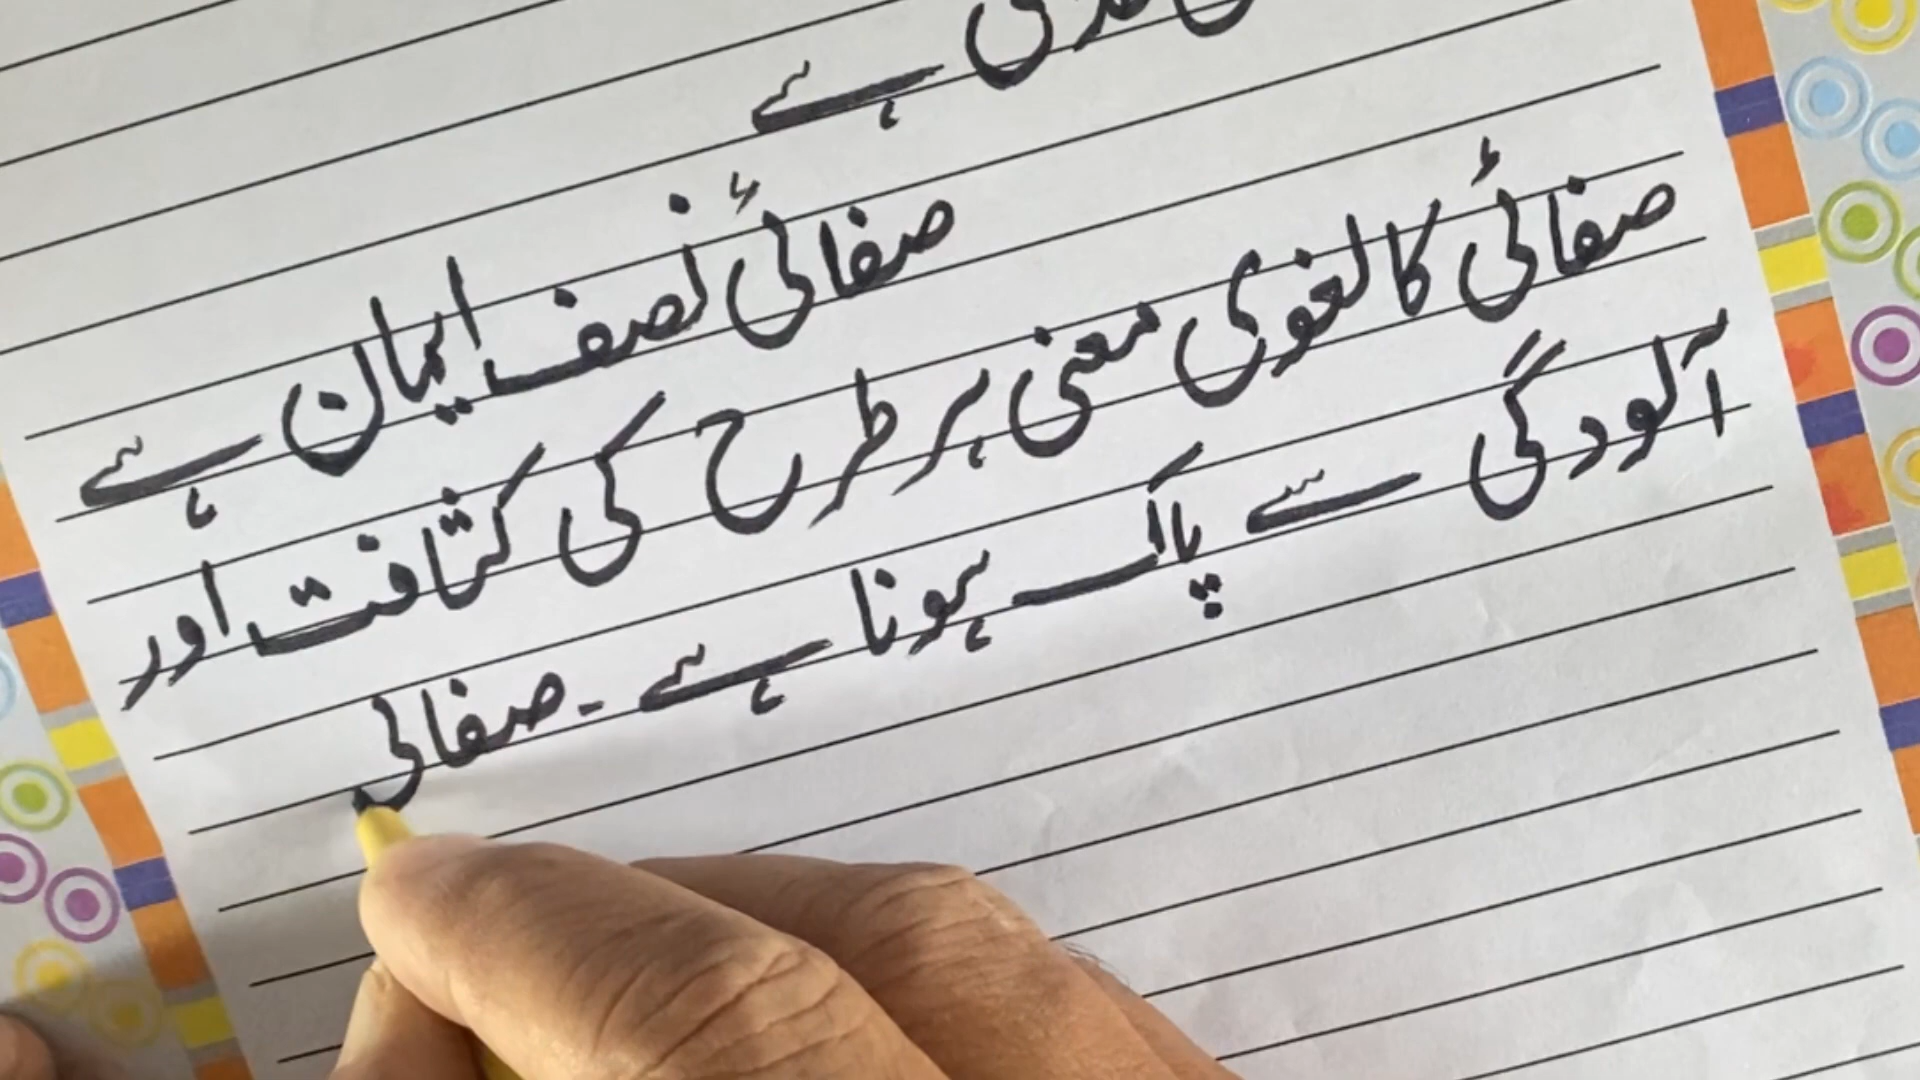 ہے
صفائی نصف ایمان ہے
صفائی کا لغوی معنی ہر طرح کی کثافت اور
آلودگی سے پاک ہونا ہے ۔ صفائی